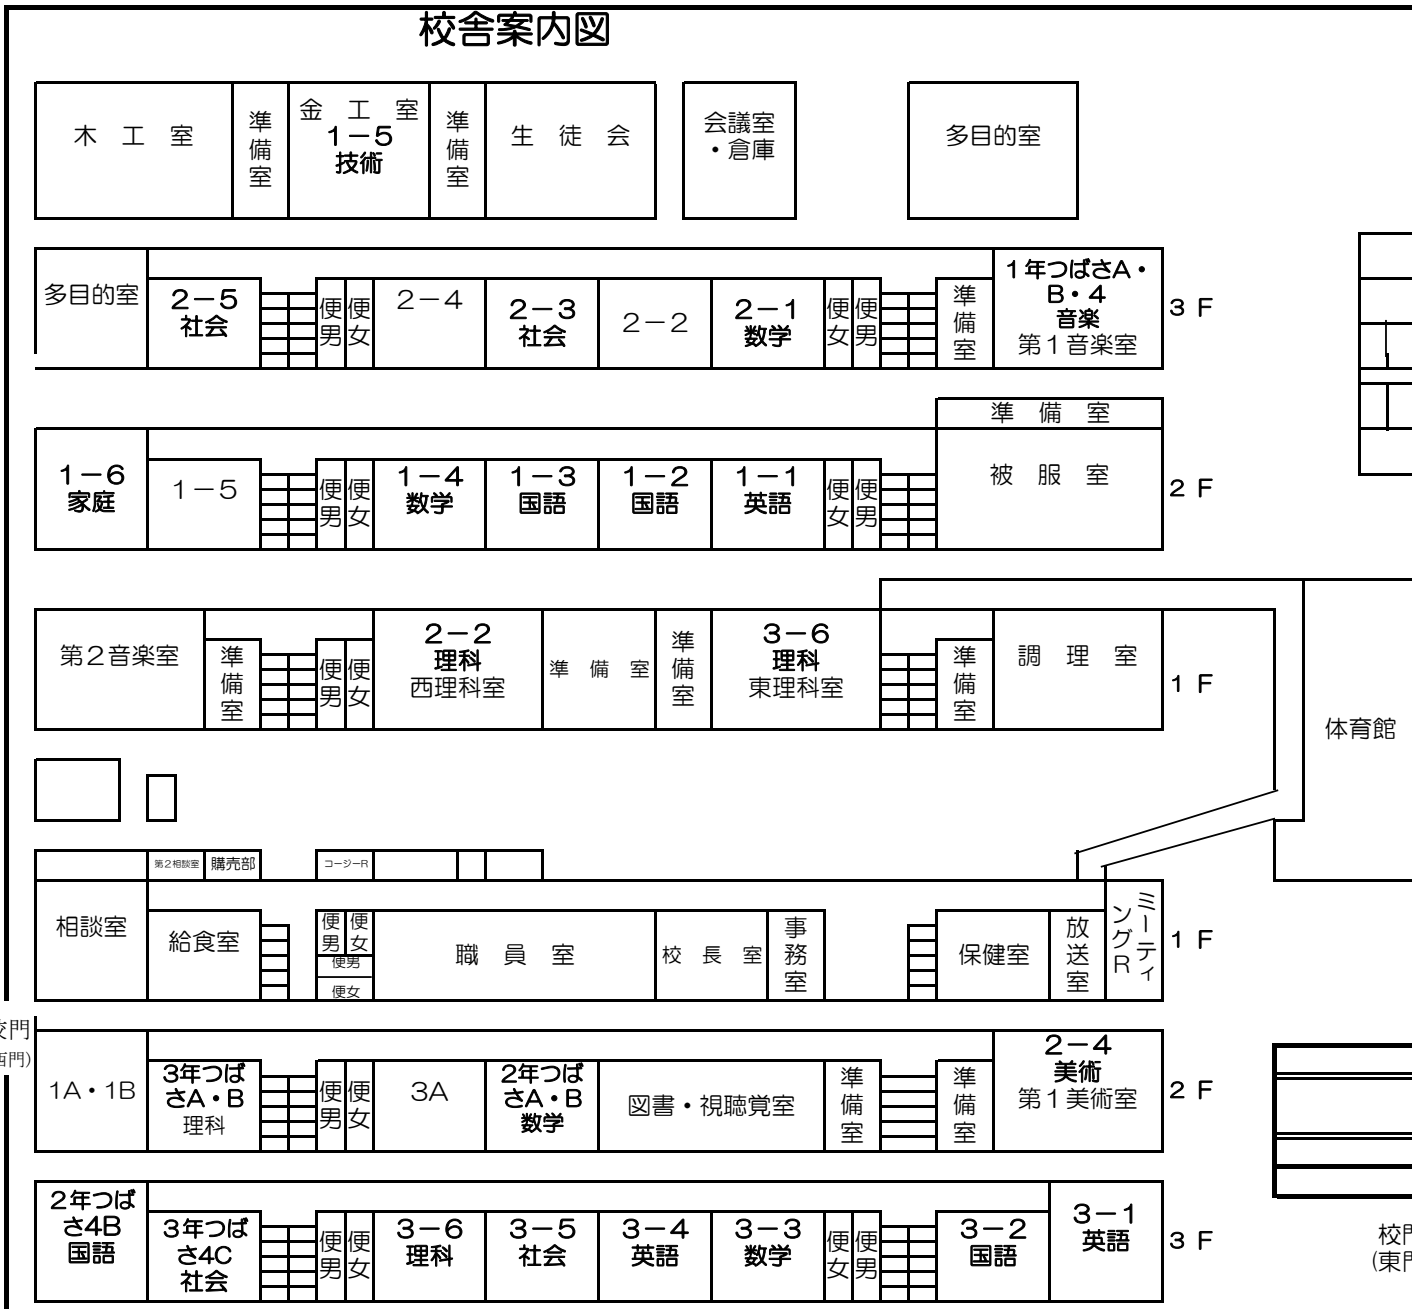 校舎案内図
木 工 室
準備室
金 工 室
1－5
技術
準備室
生 徒 会
会議室
・倉庫
多目的室
多目的室
2－5
社会
便男
便女
2－4
2－3
社会
2－2
2－1
数学
便女
便男
準備室
1年つばさA・
B・4
音楽
第1音楽室
3 F
準 備 室
1－6
家庭
1－5
便男
便女
1－4
数学
1－3
国語
1－2
国語
1－1
英語
便女
便男
被 服 室
2 F
第2音楽室
準備室
便男
便女
2－2
理科
西理科室
準 備 室
準備室
3－6
理科
東理科室
準備室
調 理 室
1 F
体育館
第2相談室
購売部
コージーR
相談室
給食室
便男
便女
便男
便女
職 員 室
校 長 室
事務室
保健室
放送室
ミーティ
ングR
1 F
校門
西門)
1A・1B
3年つば
さA・B
理科
便男
便女
3A
2年つば
さA・B
数学
図書・視聴覚室
準備室
準備室
2－4
美術
第1美術室
2 F
2年つば
さ4B
国語
3年つば
さ4C
社会
便男
便女
3－6
理科
3－5
社会
3－4
英語
3－3
数学
便女
便男
3－2
国語
3－1
英語
3 F
校門
(東門